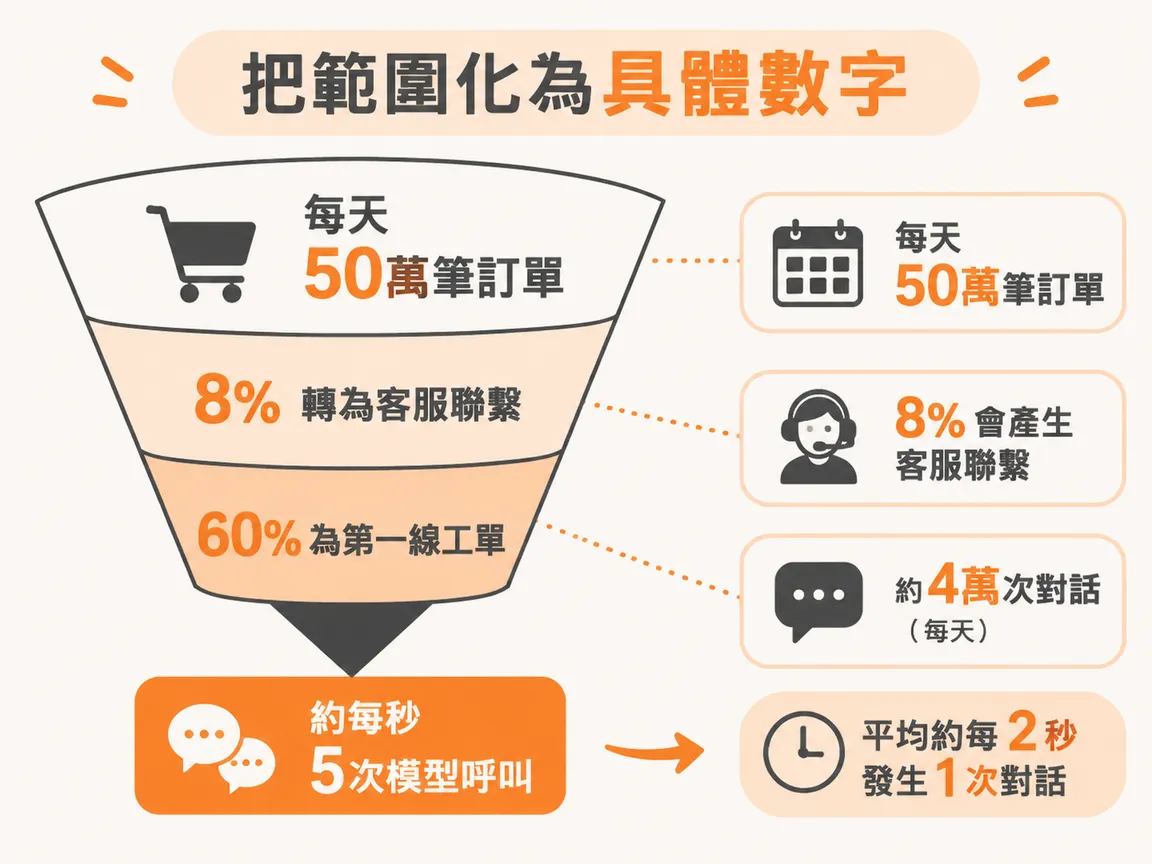 把範圍化為具體數字
每天
50萬筆訂單
8% 轉為客服聯繫
60% 為第一線工單
約每秒
5次模型呼叫
每天
50萬筆訂單
8% 會產生
客服聯繫
約4萬次對話
（每天）
平均約每2秒
發生1次對話